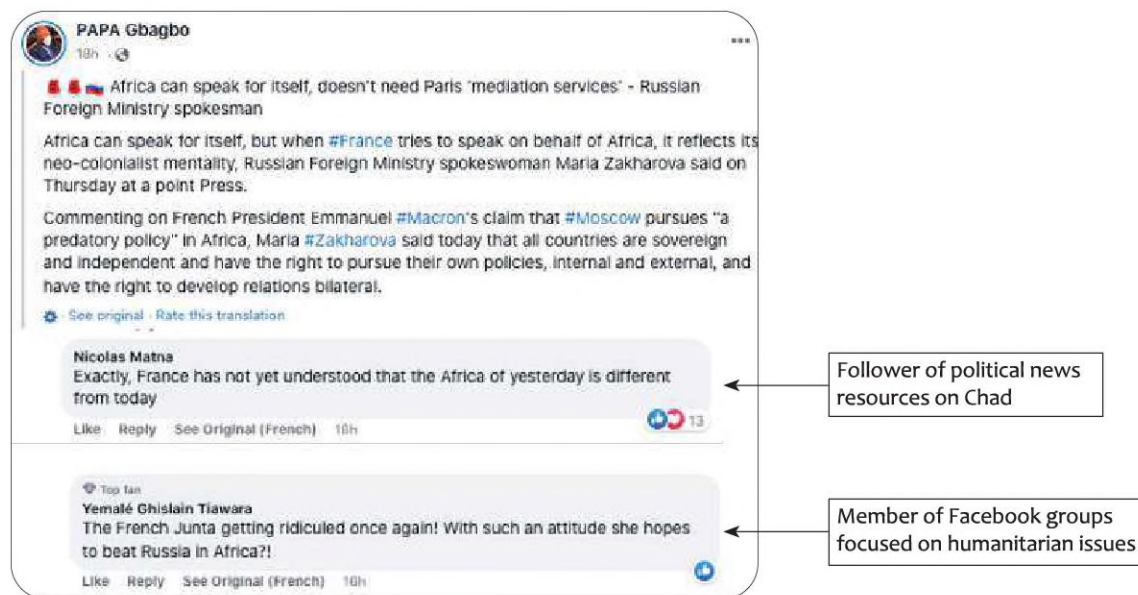 PAPA Gbagbo
18h
Africa can speak for itself, doesn't need Paris 'mediation services' - Russian
Foreign Ministry spokesman
Africa can speak for itself, but when #France tries to speak on behalf of Africa, it reflects its
neo-colonialist mentality, Russian Foreign Ministry spokeswoman Maria Zakharova said on
Thursday at a point Press.
Commenting on French President Emmanuel #Macron's claim that #Moscow pursues "a
predatory policy" in Africa, Maria #Zakharova said today that all countries are sovereign
and independent and have the right to pursue their own policies, internal and external, and
have the right to develop relations bilateral.
See original · Rate this translation
Nicolas Matna
Exactly, France has not yet understood that the Africa of yesterday is different
from today
Like Reply See Original (French) 18h
13
Follower of political news
resources on Chad
Top fan
Yemalé Ghislain Tiawara
The French Junta getting ridiculed once again! With such an attitude she hopes
to beat Russia in Africa?!
Like Reply See Original (French) 16h
Member of Facebook groups
focused on humanitarian issues